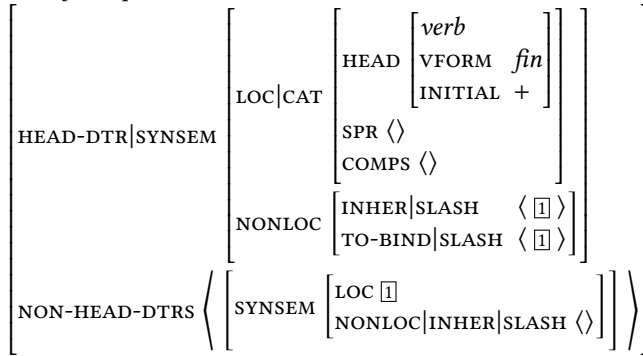 verb
HEAD VFORM fin
INITIAL +
LOC|CAT
SPR ⟨⟩
HEAD-DTR|SYNSEM
COMPS ⟨⟩
INHER|SLASH ⟨ 1 ⟩
NONLOC
TO-BIND|SLASH ⟨ 1 ⟩
LOC 1
NON-HEAD-DTRS ⟨ SYNSEM ⟩
NONLOC|INHER|SLASH ⟨⟩